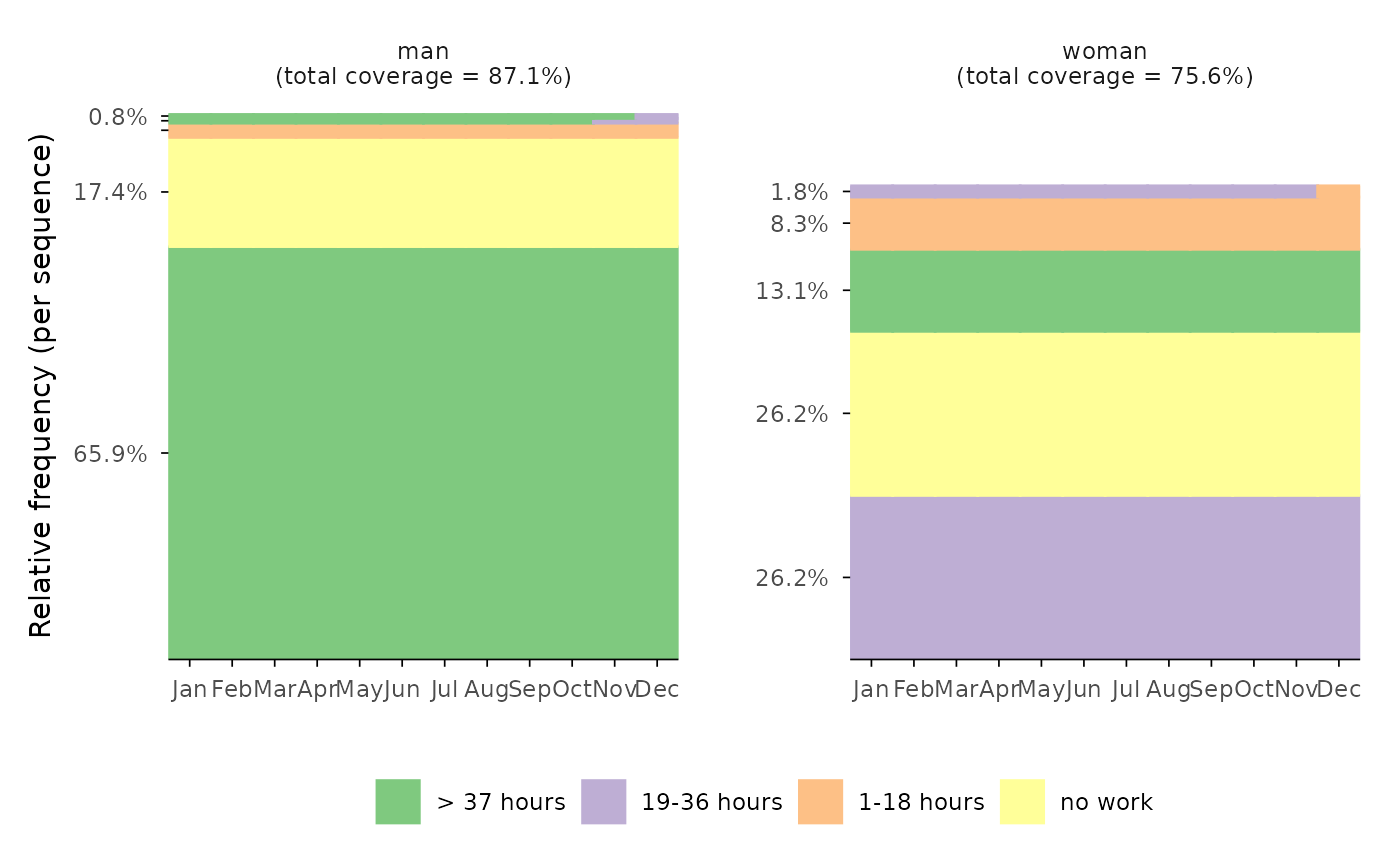 man
(total coverage = 87.1%)
woman
(total coverage = 75.6%)
Relative frequency (per sequence)
0.8%
17.4%
65.9%
1.8%
8.3%
13.1%
26.2%
26.2%
Jan Feb Mar Apr May Jun Jul Aug Sep Oct Nov Dec
Jan Feb Mar Apr May Jun Jul Aug Sep Oct Nov Dec
> 37 hours 19-36 hours 1-18 hours no work